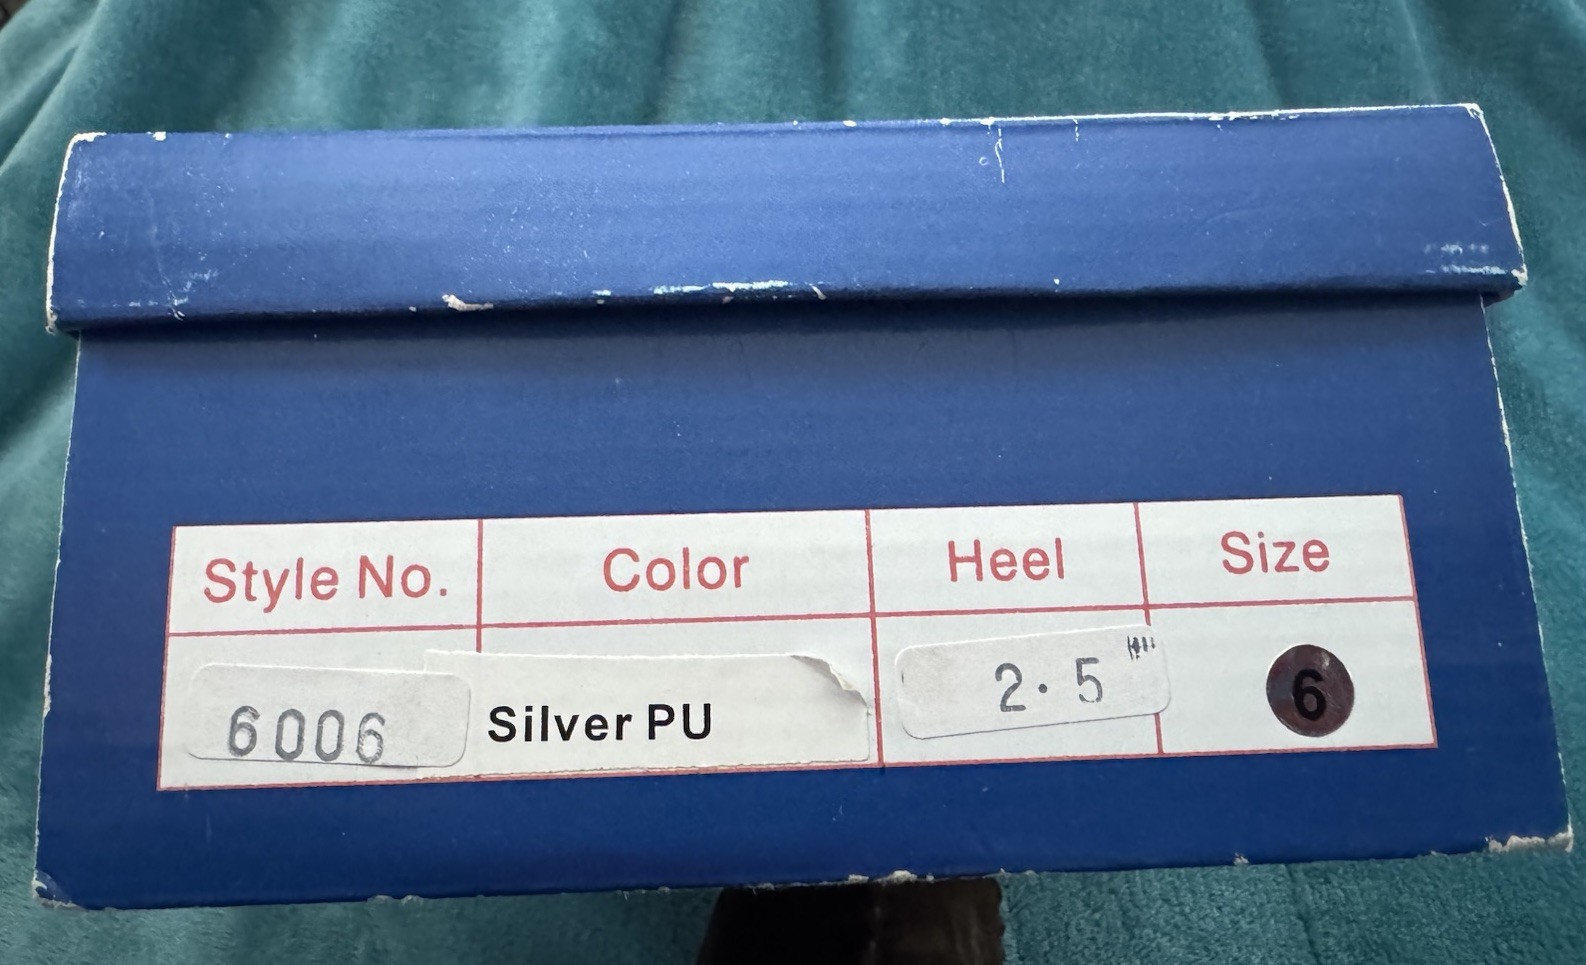 Style No. Color Heel Size
6006 Silver PU 2.5" 6